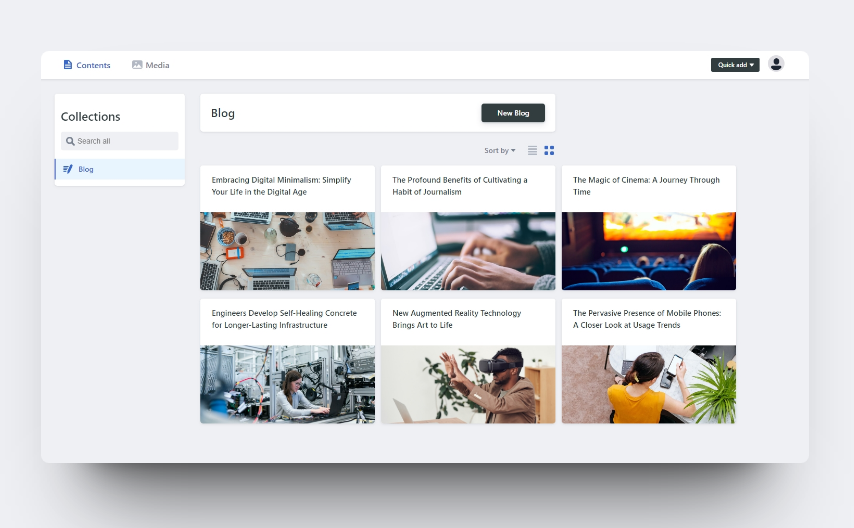 Contents
Media
Quick add
Collections
Search all
Blog
Blog
New Blog
Sort by
Embracing Digital Minimalism: Simplify
Your Life in the Digital Age
The Profound Benefits of Cultivating a
Habit of Journalism
The Magic of Cinema: A Journey Through
Time
Engineers Develop Self-Healing Concrete
for Longer-Lasting Infrastructure
New Augmented Reality Technology
Brings Art to Life
The Pervasive Presence of Mobile Phones:
A Closer Look at Usage Trends